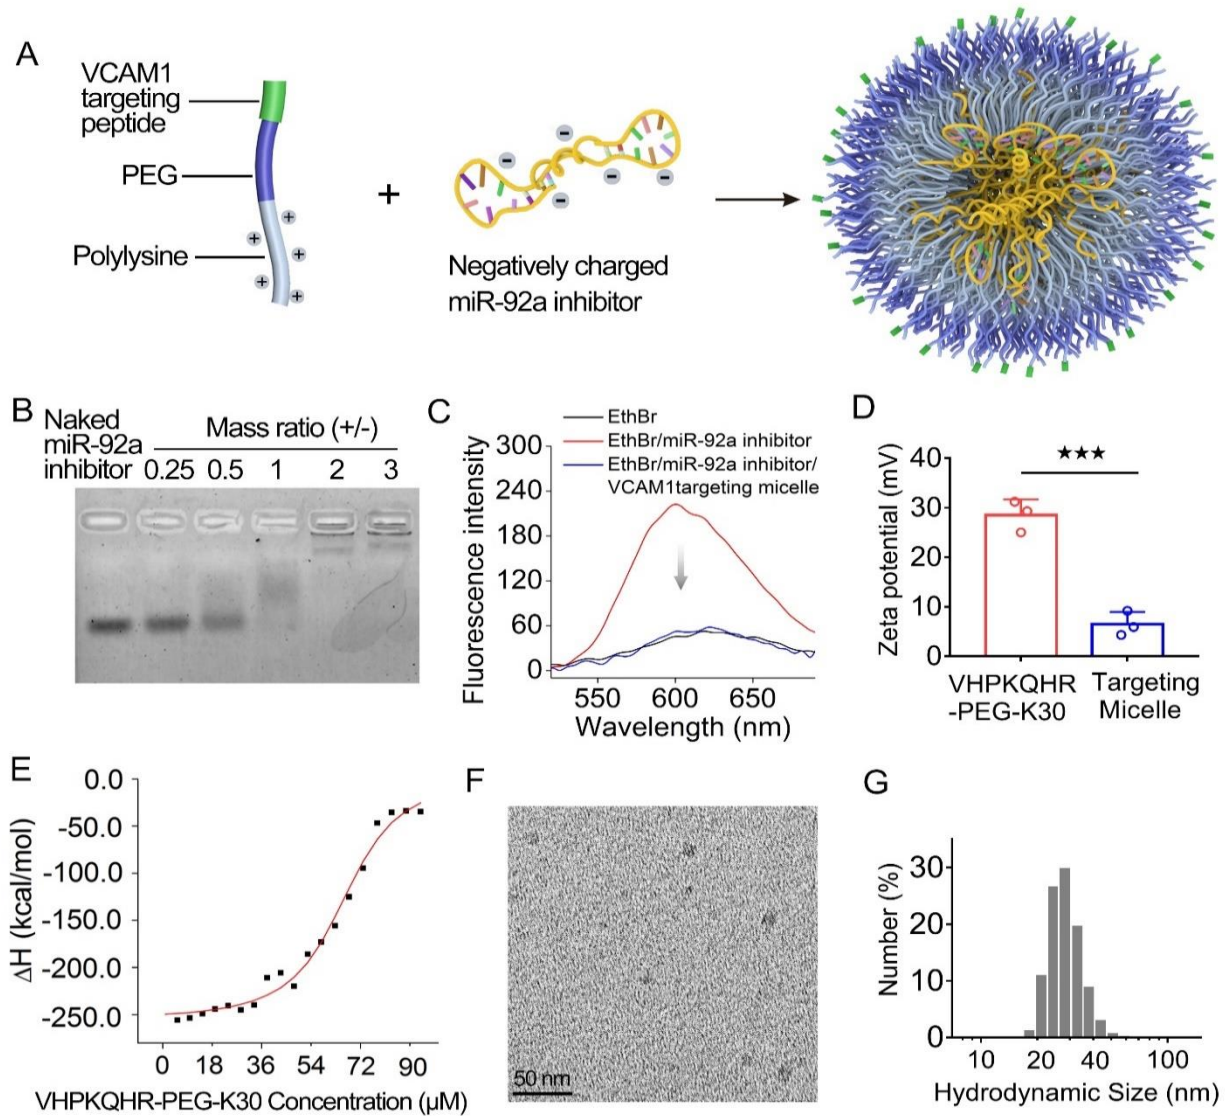 A
VCAM1
targeting
peptide
PEG
Polylysine
+
+
+
+
+
+
-
-
-
-
-
Negatively charged
miR-92a inhibitor
B
Naked
miR-92a
inhibitor
Mass ratio (+/-)
0.25 0.5 1 2 3
C
EthBr
EthBr/miR-92a inhibitor
EthBr/miR-92a inhibitor/
VCAM1targeting micelle
Fluorescence intensity
300
240
180
120
60
0
550 600 650
Wavelength (nm)
D
Zeta potential (mV)
40
30
20
10
0
★★★
VHPKQHR
-PEG-K30
Targeting
Micelle
E
ΔH (kcal/mol)
0.0
-50.0
-100.0
-150.0
-200.0
-250.0
0 18 36 54 72 90
VHPKQHR-PEG-K30 Concentration (μM)
F
50 nm
G
Number (%)
30
20
10
0
10 20 40 100
Hydrodynamic Size (nm)